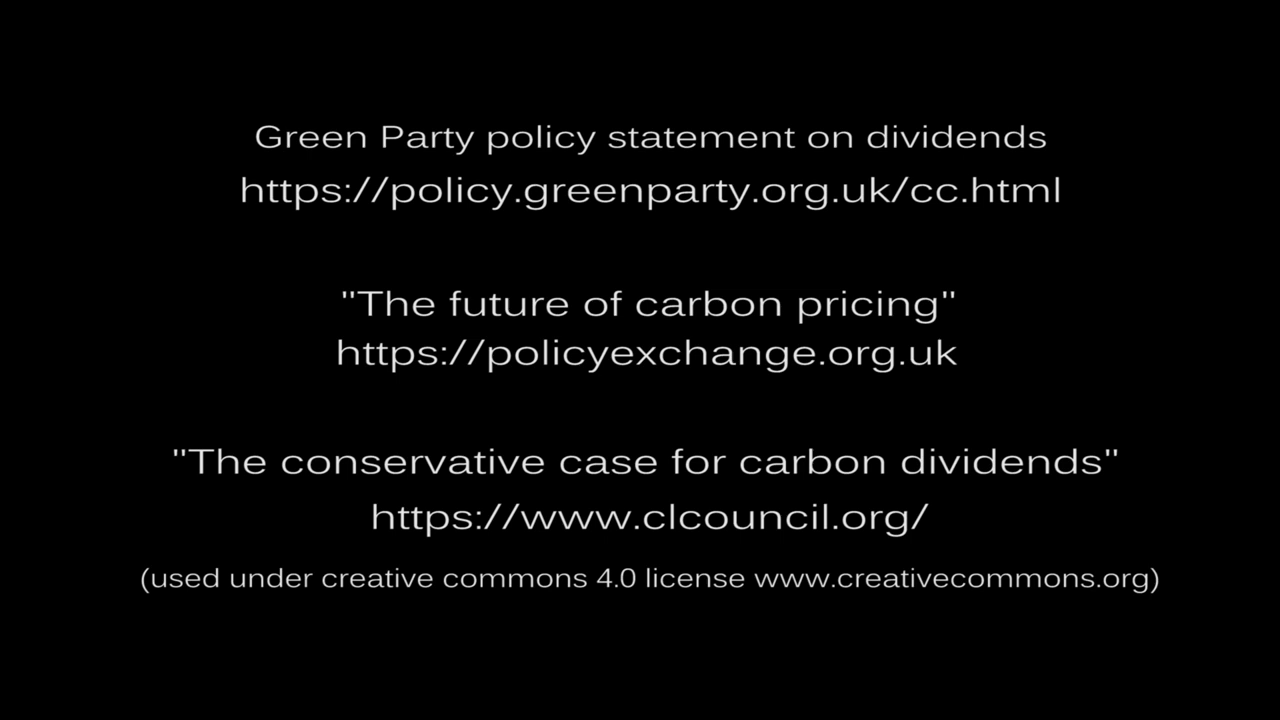 Green Party policy statement on dividends
https://policy.greenparty.org.uk/cc.html
"The future of carbon pricing"
https://policyexchange.org.uk
"The conservative case for carbon dividends"
https://www.clcouncil.org/
(used under creative commons 4.0 license www.creativecommons.org)